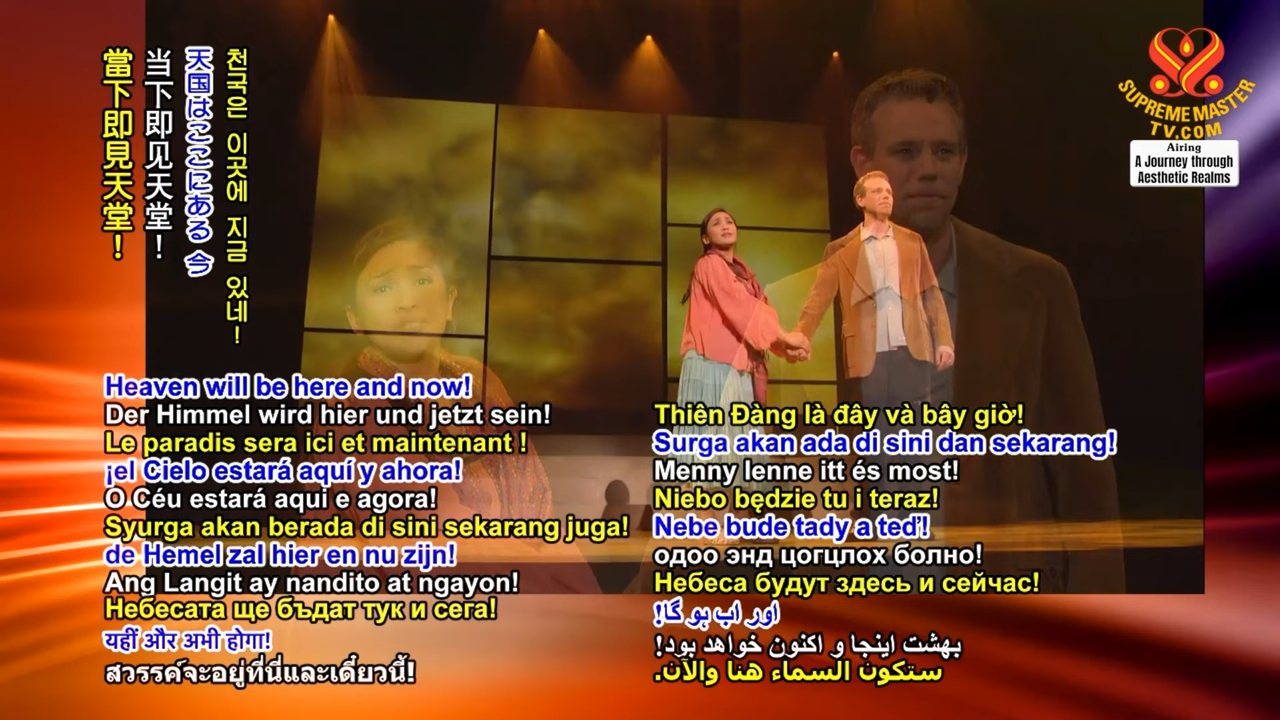 當下即見天堂！
当下即见天堂！
天国はここにある 今
천국은 이곳에 지금 있네!
SUPREME MASTER
TV.COM
Airing
A Journey through
Aesthetic Realms
Heaven will be here and now!
Der Himmel wird hier und jetzt sein!
Le paradis sera ici et maintenant !
¡el Cielo estará aquí y ahora!
O Céu estará aqui e agora!
Syurga akan berada di sini sekarang juga!
de Hemel zal hier en nu zijn!
Ang Langit ay nandito at ngayon!
Небесата ще бъдат тук и сега!
यहीं और अभी होगा!
สวรรค์จะอยู่ที่นี่และเดี๋ยวนี้!
Thiên Đàng là đây và bây giờ!
Surga akan ada di sini dan sekarang!
Menny lenne itt és most!
Niebo będzie tu i teraz!
Nebe bude tady a teď!
одоо энд цогцлох болно!
Небеса будут здесь и сейчас!
اور اب ہو گا!
بهشت اینجا و اکنون خواهد بود!
ستكون السماء هنا والآن.